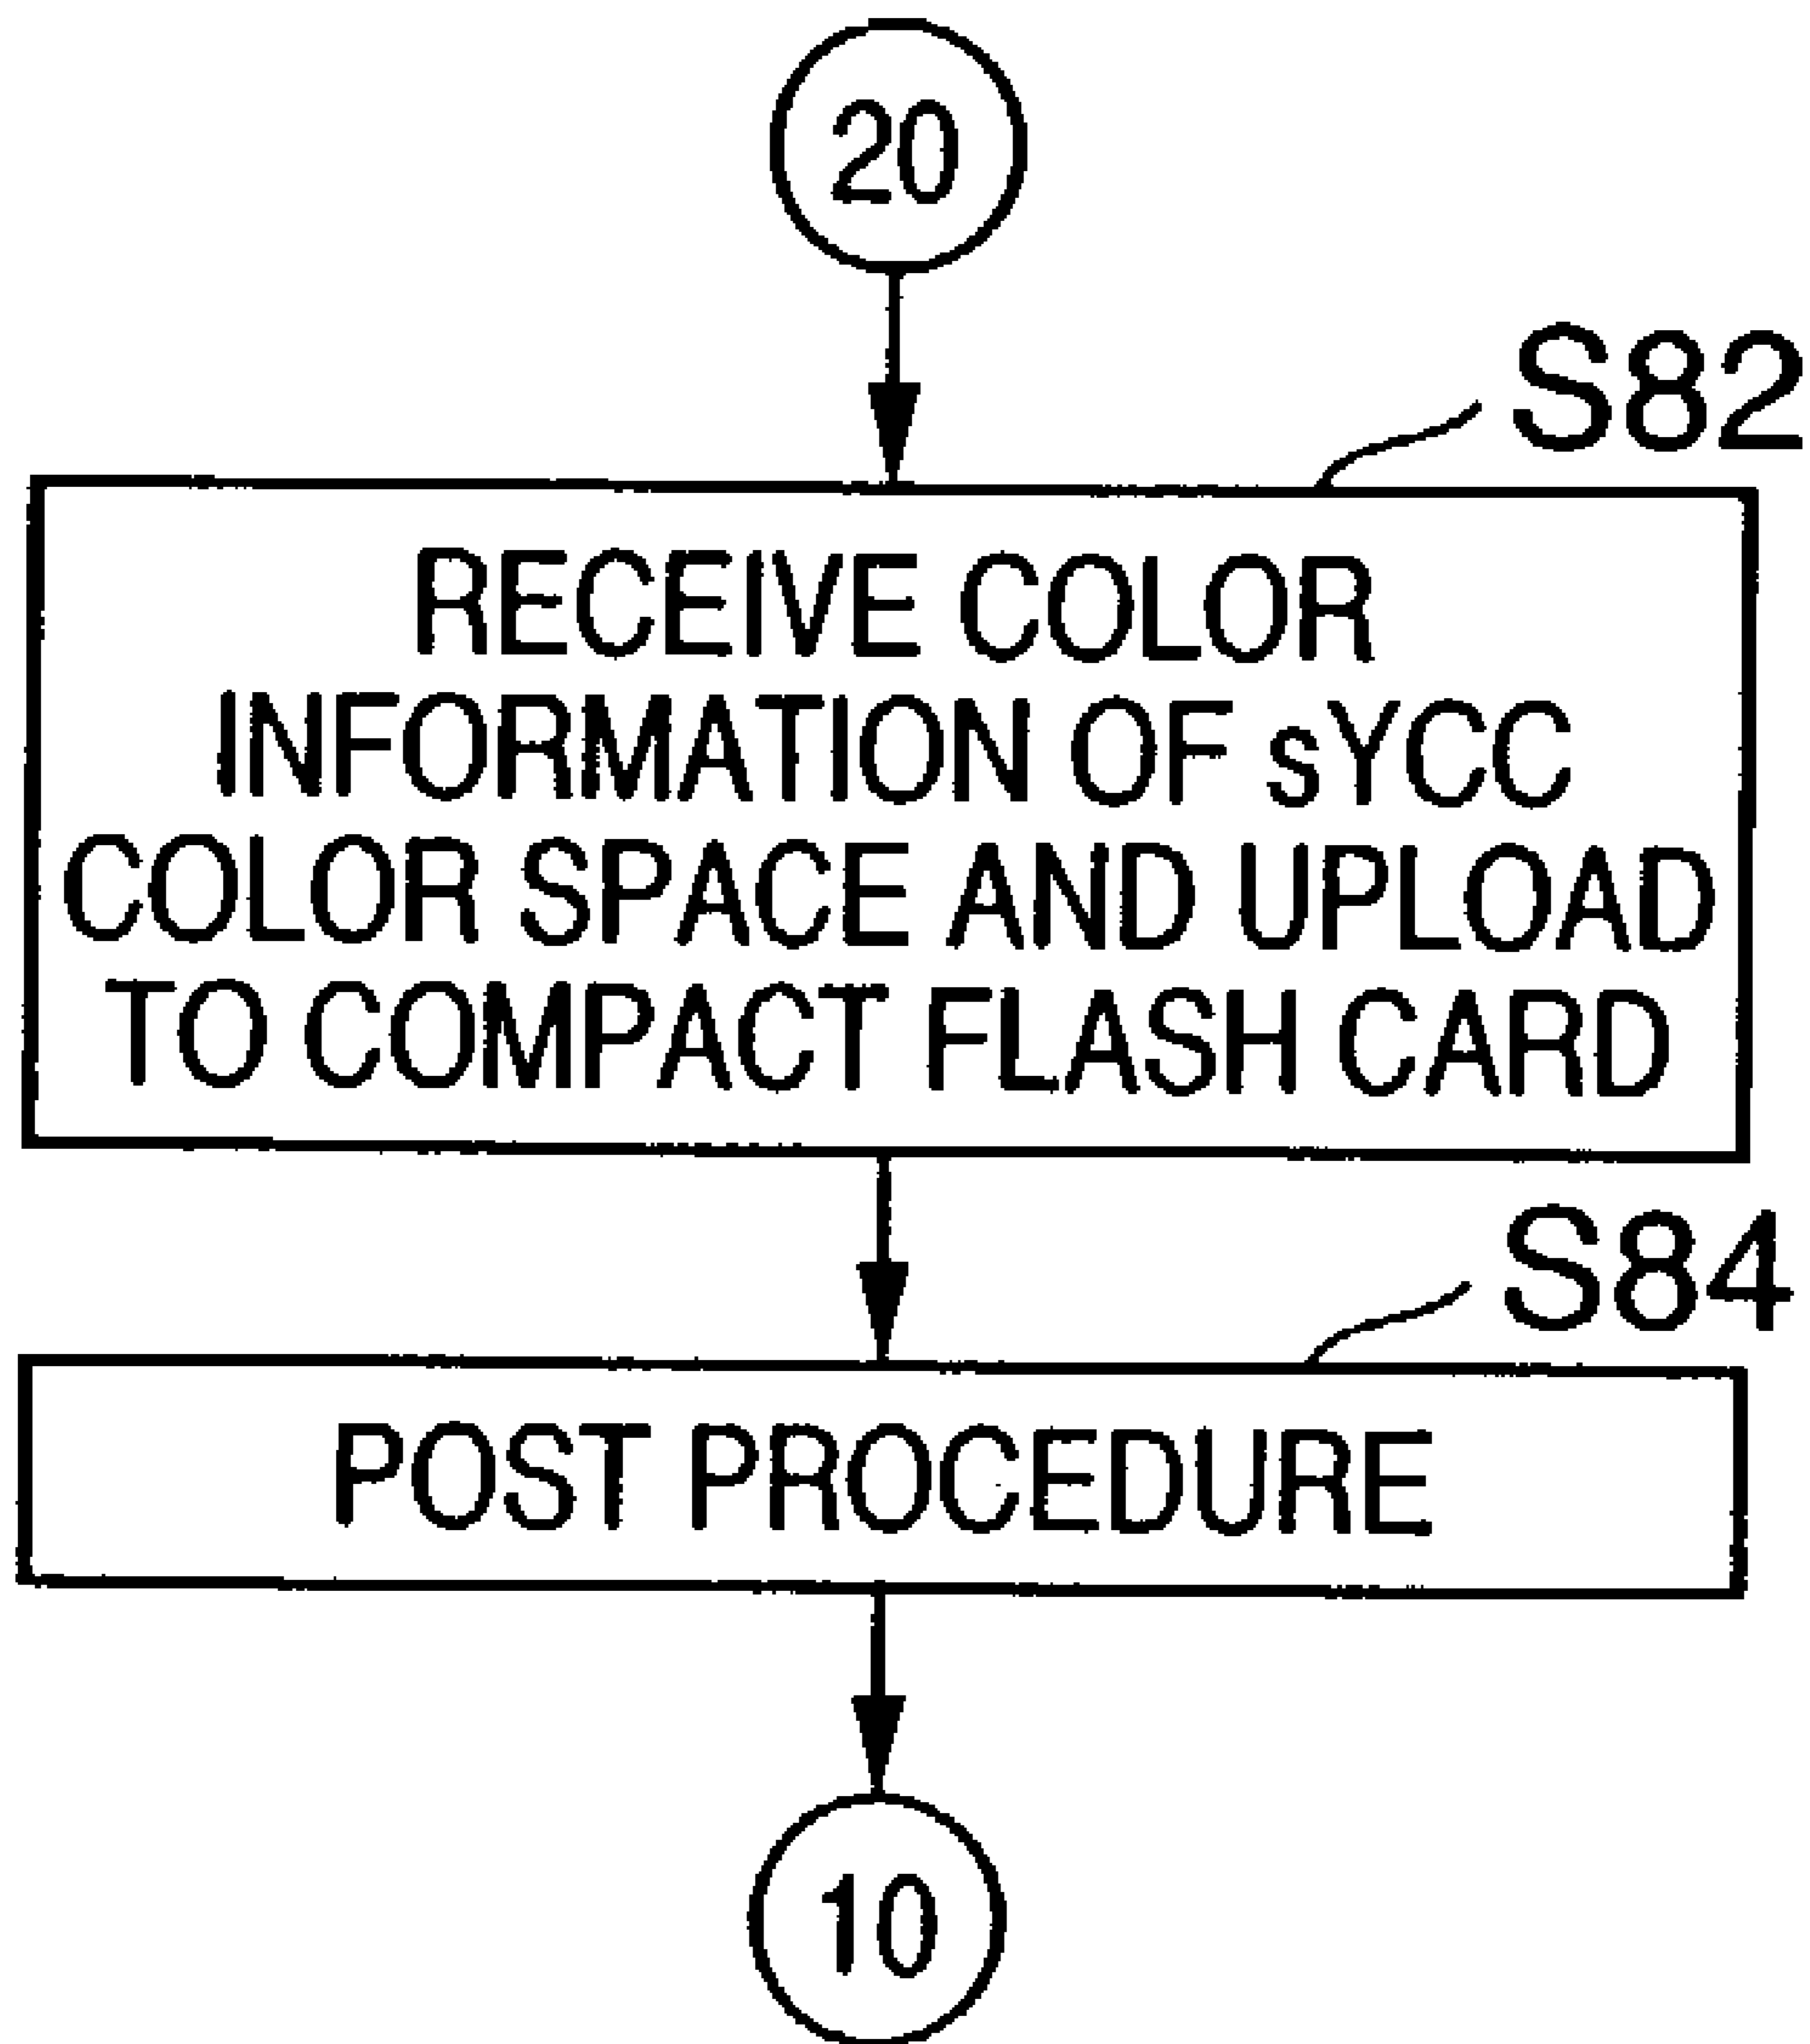 20
S82
RECEIVE COLOR
INFORMATION OF sYCC
COLOR SPACE AND UPLOAD
TO COMPACT FLASH CARD
S84
POST PROCEDURE
10